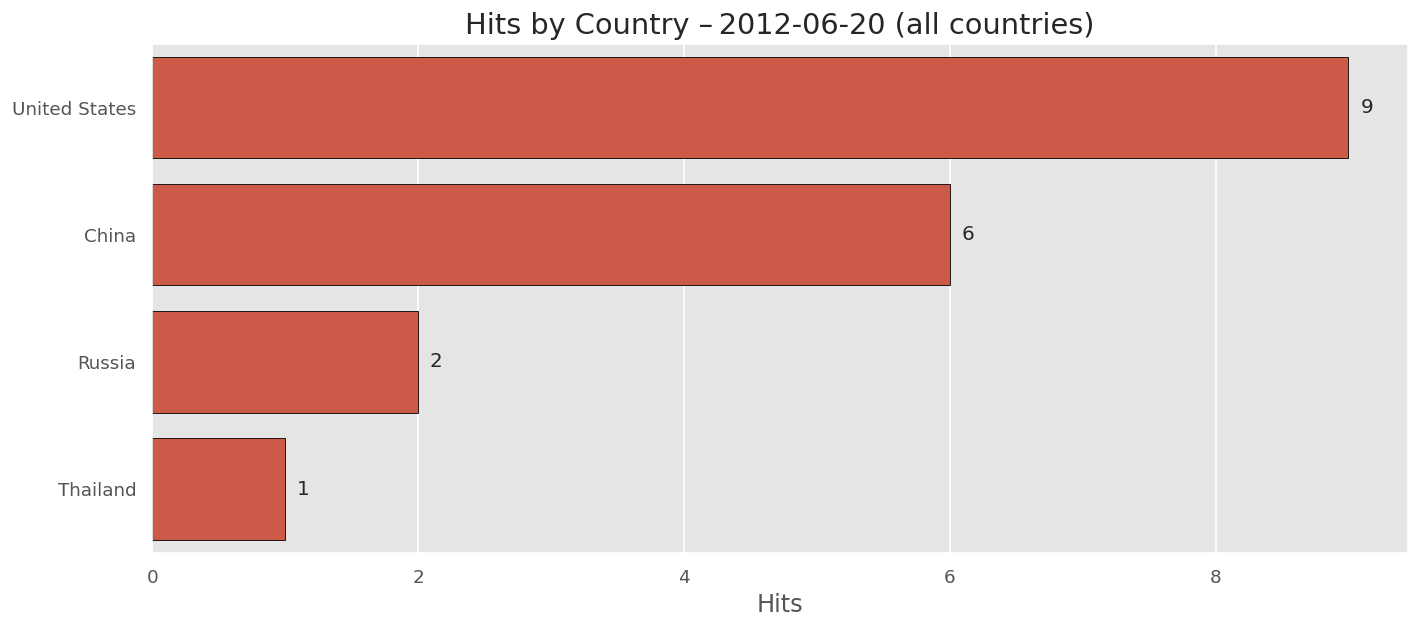 Hits by Country – 2012-06-20 (all countries)
United States
9
China
6
Russia
2
Thailand
1
0 2 4 6 8
Hits